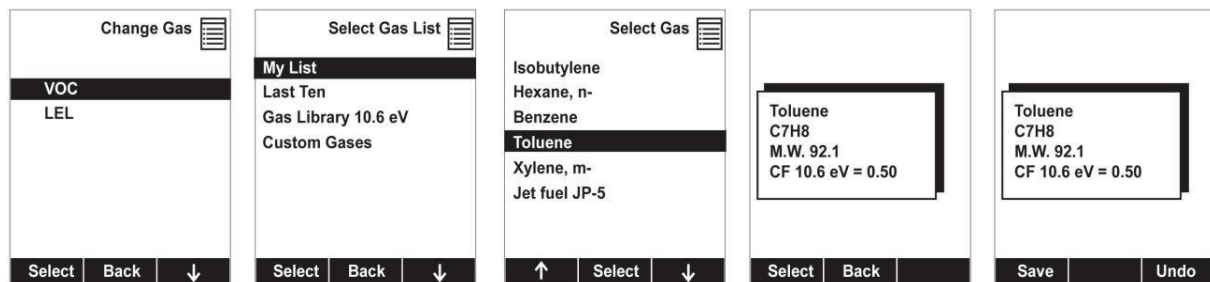 Change Gas
VOC
LEL
Select Back ↓
Select Gas List
My List
Last Ten
Gas Library 10.6 eV
Custom Gases
Select Back ↓
Select Gas
Isobutylene
Hexane, n-
Benzene
Toluene
Xylene, m-
Jet fuel JP-5
↑ Select ↓
Toluene
C7H8
M.W. 92.1
CF 10.6 eV = 0.50
Select Back
Toluene
C7H8
M.W. 92.1
CF 10.6 eV = 0.50
Save Undo